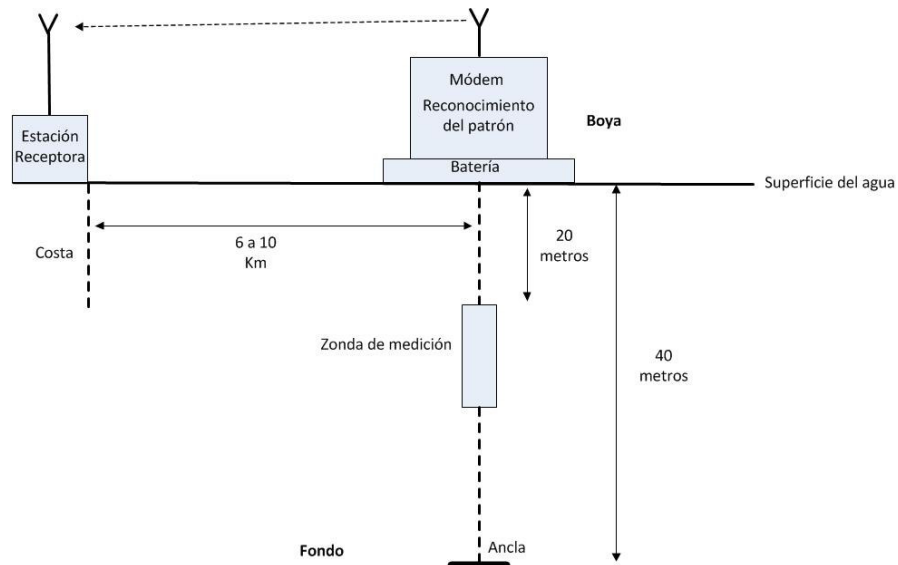 Módem
Reconocimiento
del patrón
Boya
Estación
Receptora
Batería
Superficie del agua
6 a 10
Km
20
metros
Costa
Zonda de medición
40
metros
Fondo
Ancla